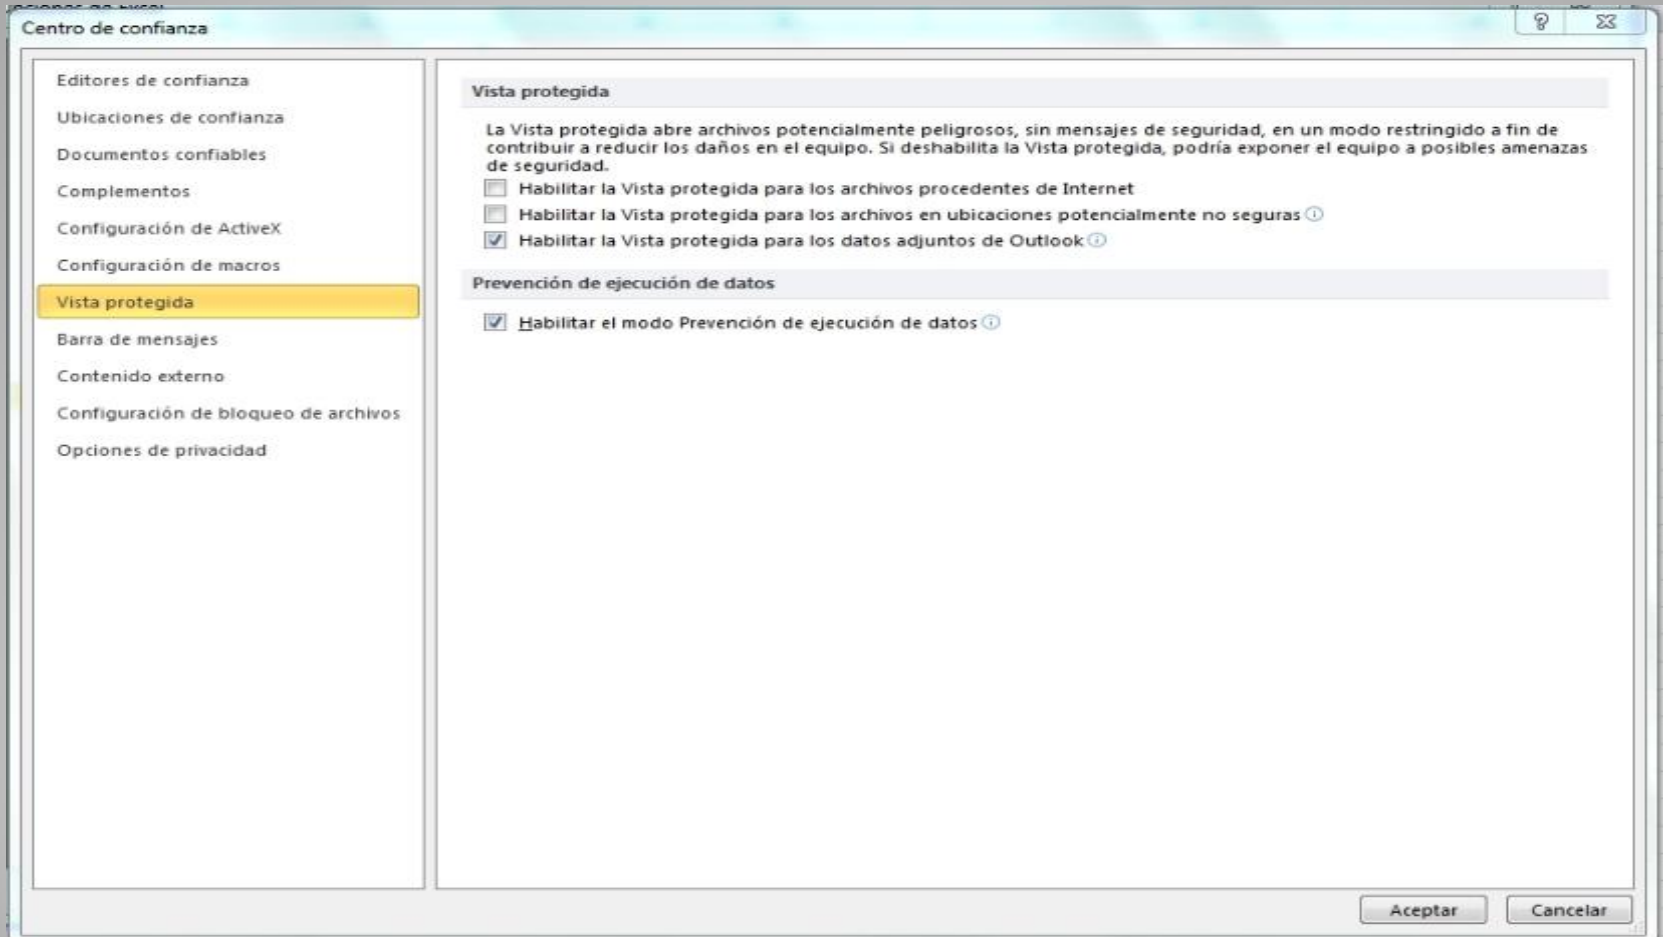 Centro de confianza
Editores de confianza
Ubicaciones de confianza
Documentos confiables
Complementos
Configuración de ActiveX
Configuración de macros
Vista protegida
Barra de mensajes
Contenido externo
Configuración de bloqueo de archivos
Opciones de privacidad
Vista protegida
La Vista protegida abre archivos potencialmente peligrosos, sin mensajes de seguridad, en un modo restringido a fin de
contribuir a reducir los daños en el equipo. Si deshabilita la Vista protegida, podría exponer el equipo a posibles amenazas
de seguridad.
Habilitar la Vista protegida para los archivos procedentes de Internet
Habilitar la Vista protegida para los archivos en ubicaciones potencialmente no seguras
Habilitar la Vista protegida para los datos adjuntos de Outlook
Prevención de ejecución de datos
Habilitar el modo Prevención de ejecución de datos
Aceptar
Cancelar